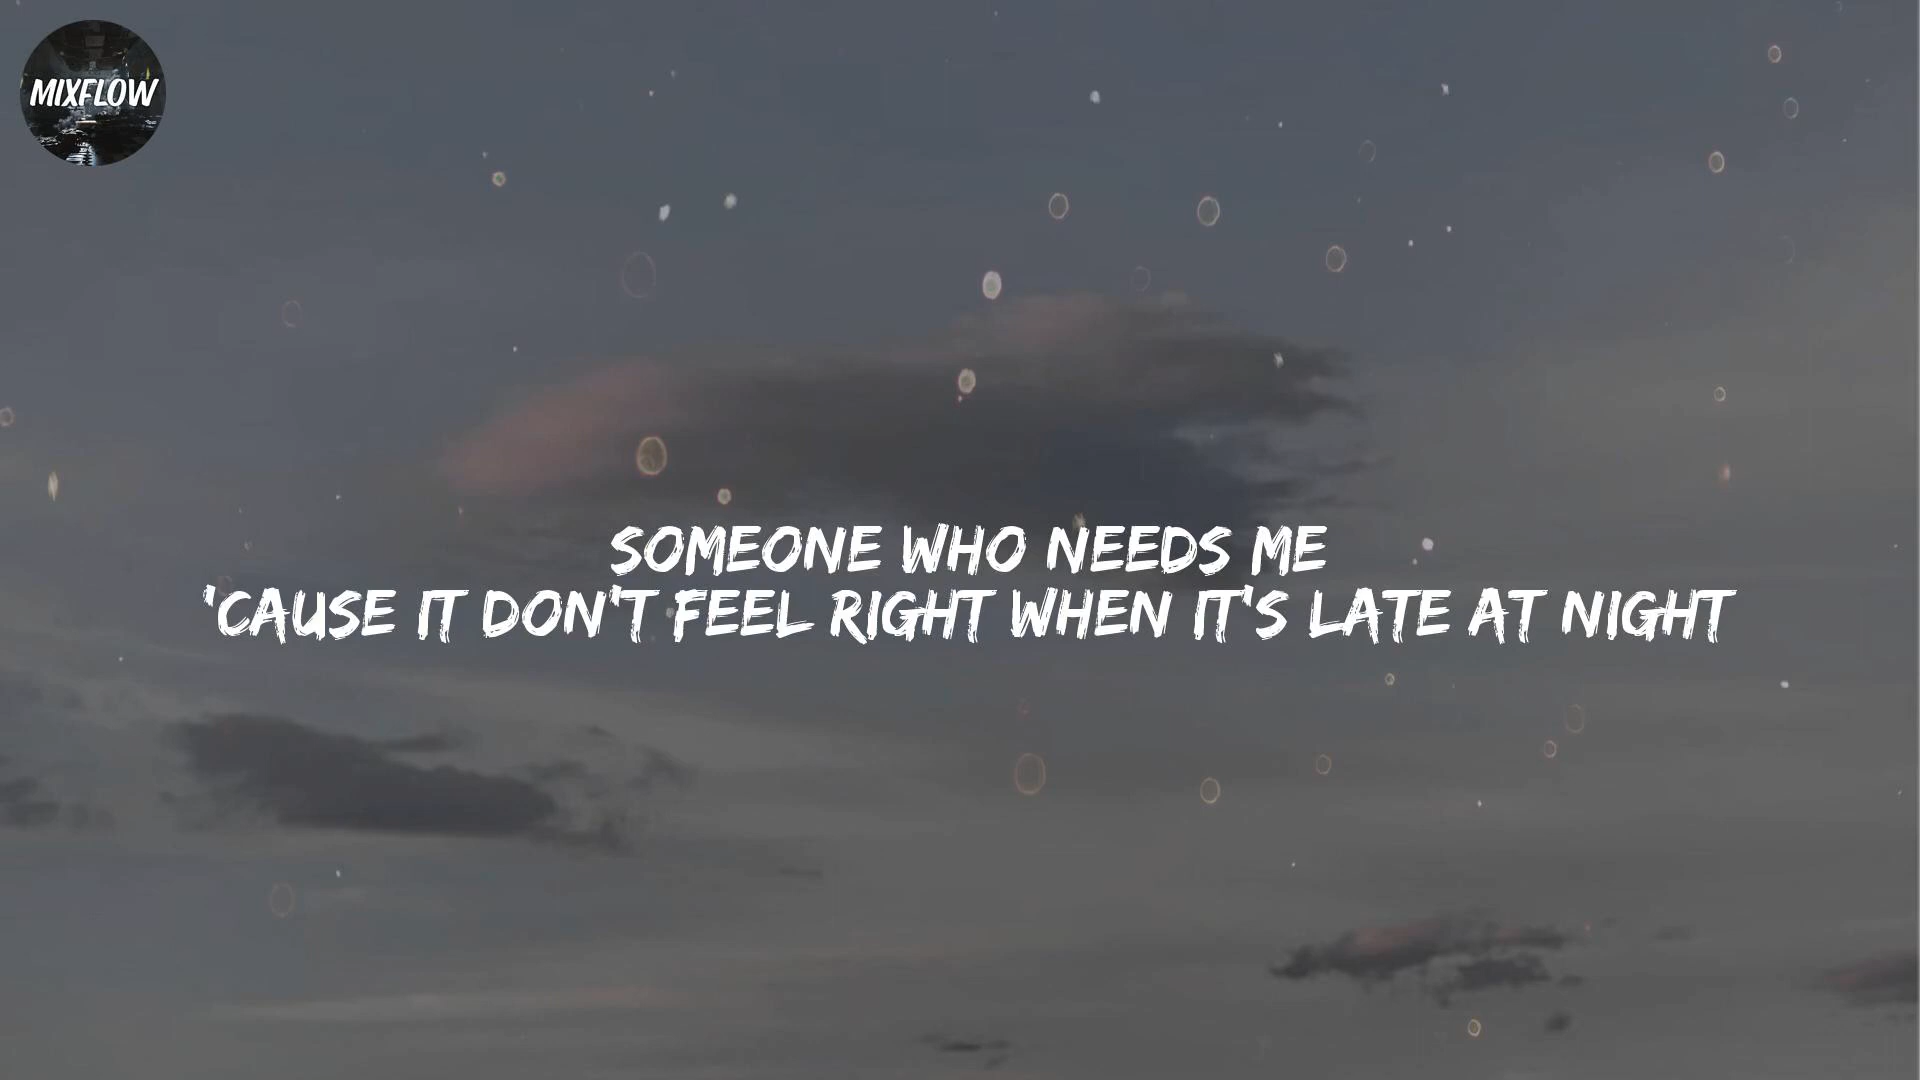 MIXFLOW
SOMEONE WHO NEEDS ME
'CAUSE IT DON'T FEEL RIGHT WHEN IT'S LATE AT NIGHT